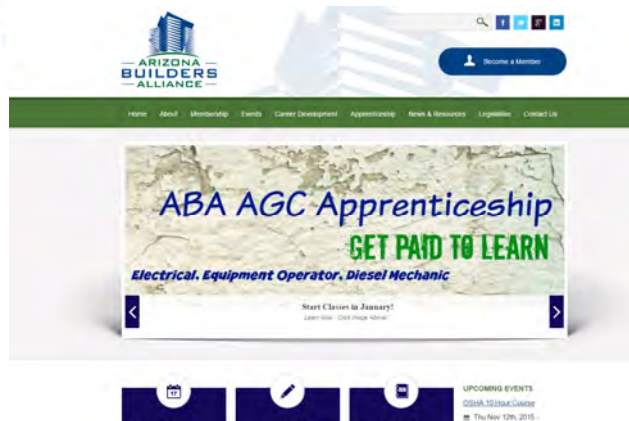 ARIZONA
BUILDERS
ALLIANCE
Become a Member
Home About Membership Events Career Development Apprenticeship News & Resources Legislative Contact Us
ABA AGC Apprenticeship
GET PAID TO LEARN
Electrical, Equipment Operator, Diesel Mechanic
Start Classes in January!
Learn More - Click Image Above!
17
UPCOMING EVENTS
OSHA 10 Hour Course
Thu Nov 12th, 2015 -